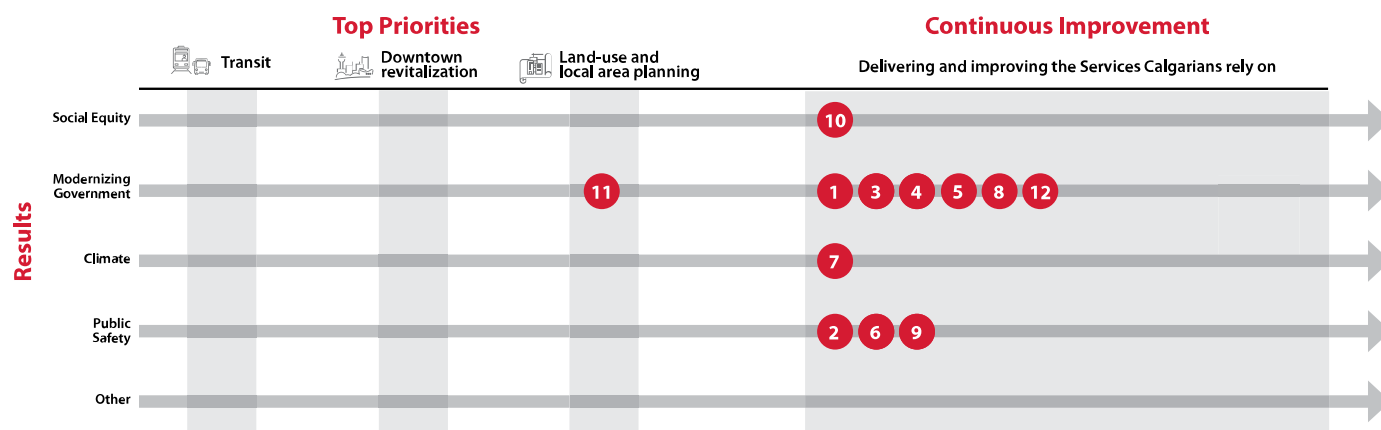 Top Priorities
Continuous Improvement
Transit
Downtown
revitalization
Land-use and
local area planning
Delivering and improving the Services Calgarians rely on
Results
Social Equity
10
Modernizing
Government
11
1 3 4 5 8 12
Climate
7
Public
Safety
2 6 9
Other